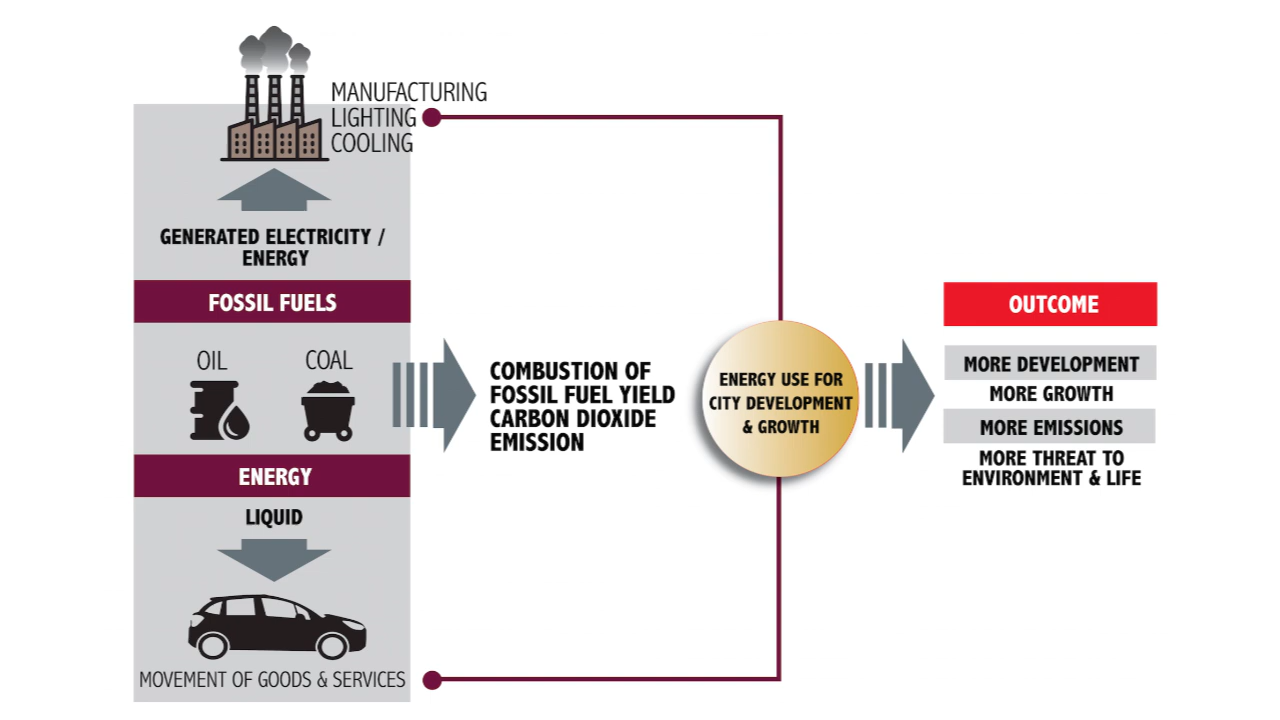 MANUFACTURING
LIGHTING
COOLING
GENERATED ELECTRICITY /
ENERGY
FOSSIL FUELS
OIL
COAL
ENERGY
LIQUID
MOVEMENT OF GOODS & SERVICES
COMBUSTION OF
FOSSIL FUEL YIELD
CARBON DIOXIDE
EMISSION
ENERGY USE FOR
CITY DEVELOPMENT
& GROWTH
OUTCOME
MORE DEVELOPMENT
MORE GROWTH
MORE EMISSIONS
MORE THREAT TO
ENVIRONMENT & LIFE